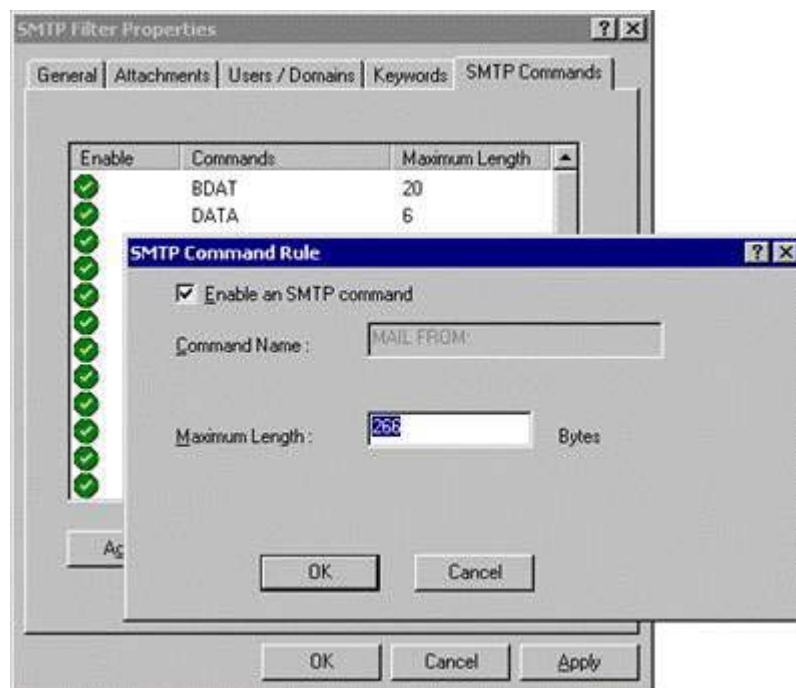 SMTP Filter Properties
General Attachments Users / Domains Keywords SMTP Commands
Enable Commands Maximum Length
BDAT 20
DATA 6
SMTP Command Rule
Enable an SMTP command
Command Name : MAIL FROM:
Maximum Length : 266 Bytes
OK Cancel
OK Cancel Apply